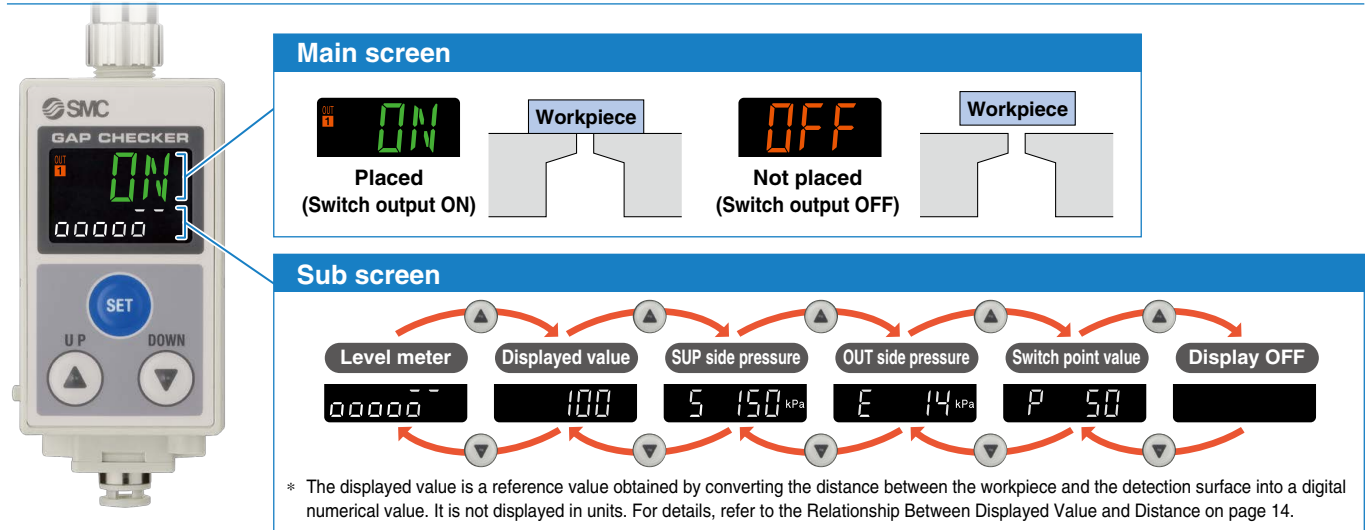 SMC
GAP CHECKER
OUT
1
ON
ooooo
SET
UP
DOWN
Main screen
OUT
1
ON
Workpiece
Placed
(Switch output ON)
OFF
Workpiece
Not placed
(Switch output OFF)
Sub screen
Level meter
Displayed value
SUP side pressure
OUT side pressure
Switch point value
Display OFF
ooooo
100
S 150 kPa
E 14 kPa
P 50
* The displayed value is a reference value obtained by converting the distance between the workpiece and the detection surface into a digital
numerical value. It is not displayed in units. For details, refer to the Relationship Between Displayed Value and Distance on page 14.